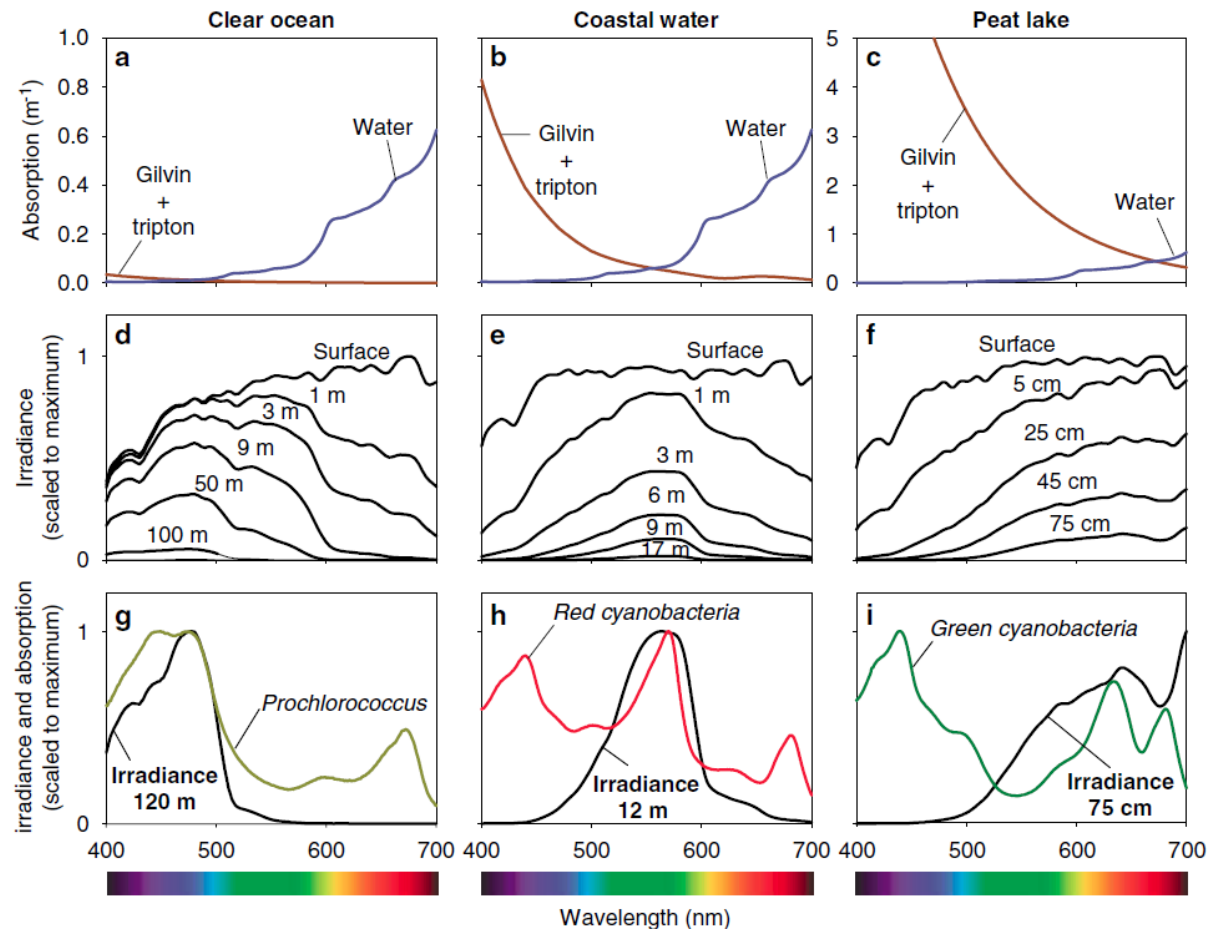 Clear ocean
Coastal water
Peat lake
Absorption (m-1)
1.0
0.8
0.6
0.4
0.2
0.0
a
Water
Gilvin
+
tripton
b
Gilvin
+
tripton
Water
5
4
3
2
1
0
c
Gilvin
+
tripton
Water
Irradiance
(scaled to maximum)
1
0
d
Surface
1 m
3 m
9 m
50 m
100 m
e
Surface
1 m
3 m
6 m
9 m
17 m
f
Surface
5 cm
25 cm
45 cm
75 cm
irradiance and absorption
(scaled to maximum)
1
0
g
Prochlorococcus
Irradiance
120 m
h
Red cyanobacteria
Irradiance
12 m
i
Green cyanobacteria
Irradiance
75 cm
400 500 600 700
400 500 600 700
400 500 600 700
Wavelength (nm)